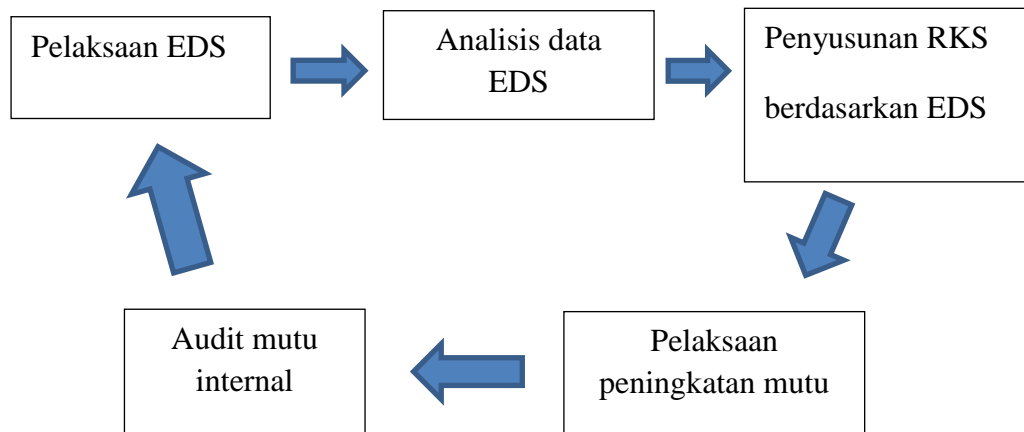 Pelaksaan EDS
Analisis data
EDS
Penyusunan RKS
berdasarkan EDS
Pelaksaan
peningkatan mutu
Audit mutu
internal